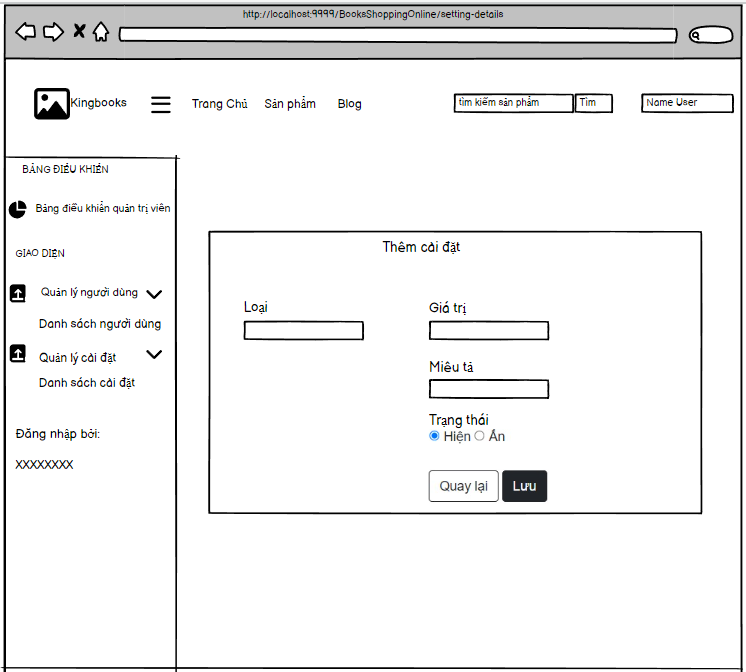 http://localhost:9999/BooksShoppingOnline/setting-details
Kingbooks
Trang Chủ Sản phẩm Blog
tìm kiếm sản phẩm Tìm
Name User
BẢNG ĐIỀU KHIỂN
Bảng điều khiển quản trị viên
GIAO DIỆN
Quản lý người dùng
Danh sách người dùng
Quản lý cài đặt
Danh sách cài đặt
Đăng nhập bởi:
XXXXXXXX
Thêm cài đặt
Loại
Giá trị
Miêu tả
Trạng thái
Hiện Ẩn
Quay lại Lưu